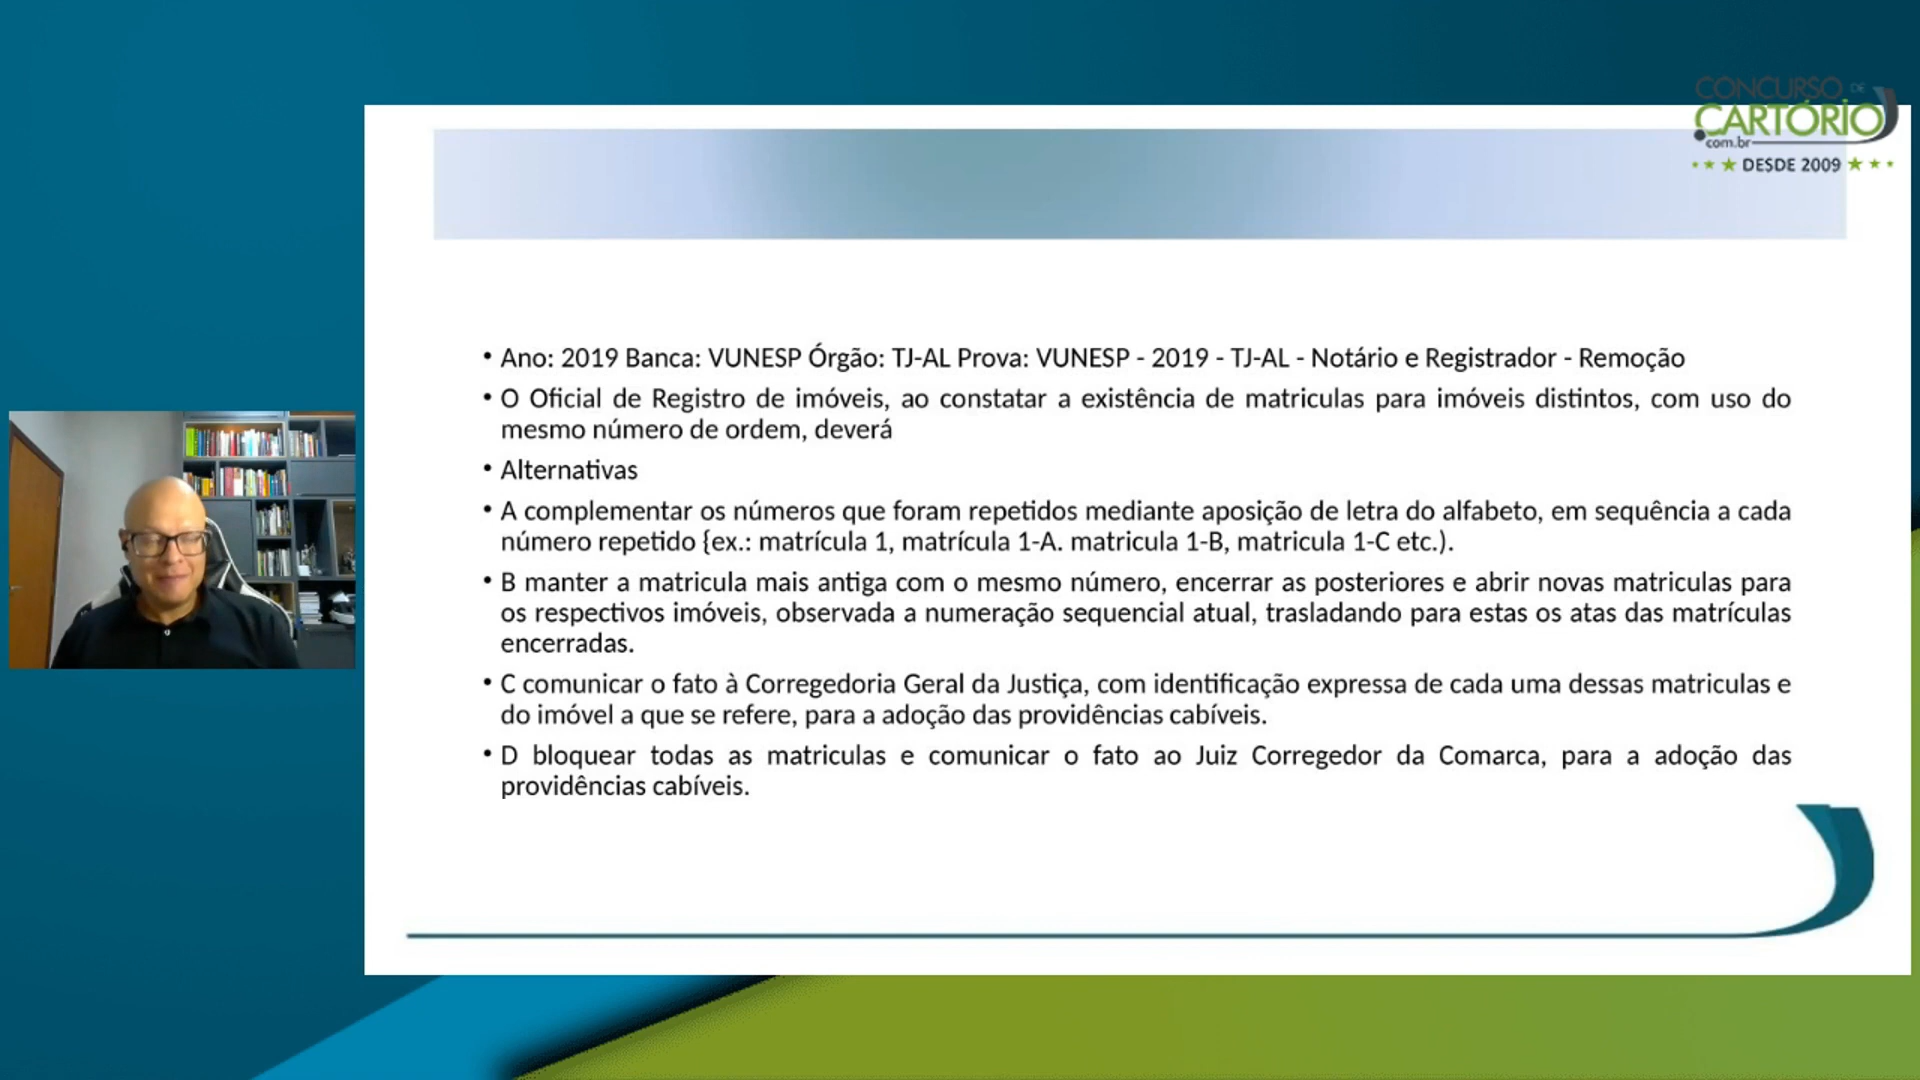 CONCURSO DE
CARTÓRIO
.com.br
DESDE 2009
• Ano: 2019 Banca: VUNESP Órgão: TJ-AL Prova: VUNESP - 2019 - TJ-AL - Notário e Registrador - Remoção
• O Oficial de Registro de imóveis, ao constatar a existência de matriculas para imóveis distintos, com uso do
mesmo número de ordem, deverá
• Alternativas
• A complementar os números que foram repetidos mediante aposição de letra do alfabeto, em sequência a cada
número repetido {ex.: matrícula 1, matrícula 1-A. matricula 1-B, matricula 1-C etc.).
• B manter a matricula mais antiga com o mesmo número, encerrar as posteriores e abrir novas matriculas para
os respectivos imóveis, observada a numeração sequencial atual, trasladando para estas os atas das matrículas
encerradas.
• C comunicar o fato à Corregedoria Geral da Justiça, com identificação expressa de cada uma dessas matriculas e
do imóvel a que se refere, para a adoção das providências cabíveis.
• D bloquear todas as matriculas e comunicar o fato ao Juiz Corregedor da Comarca, para a adoção das
providências cabíveis.